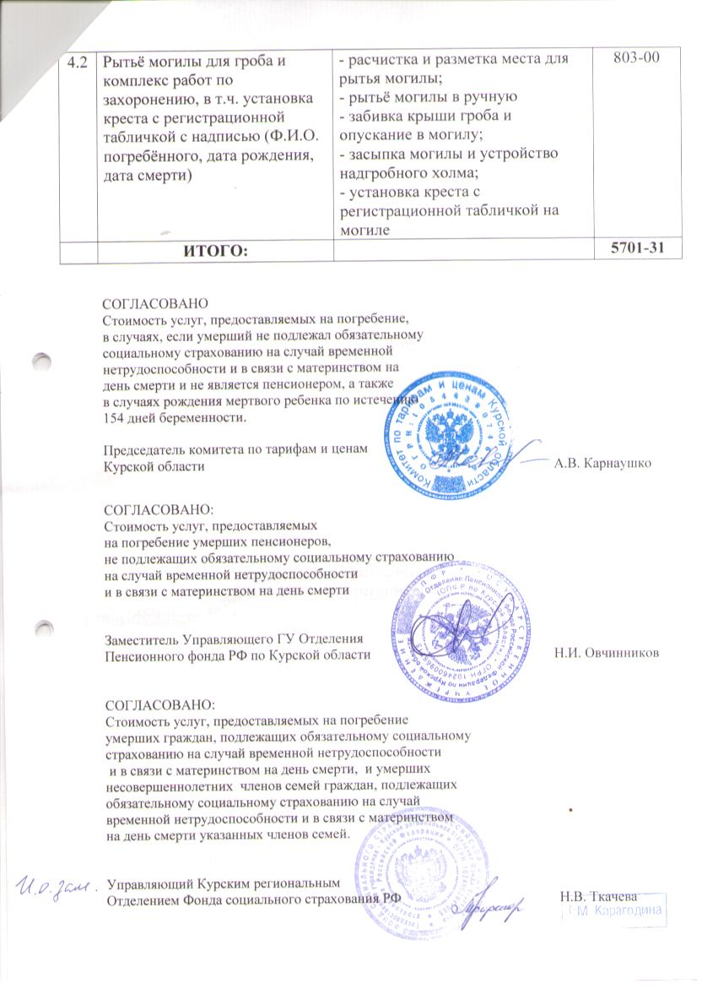 4.2
Рытьё могилы для гроба и
комплекс работ по
захоронению, в т.ч. установка
креста с регистрационной
табличкой с надписью (Ф.И.О.
погребённого, дата рождения,
дата смерти)
- расчистка и разметка места для
рытья могилы;
- рытьё могилы в ручную
- забивка крыши гроба и
опускание в могилу;
- засыпка могилы и устройство
надгробного холма;
- установка креста с
регистрационной табличкой на
могиле
803-00
ИТОГО:
5701-31
СОГЛАСОВАНО
Стоимость услуг, предоставляемых на погребение,
в случаях, если умерший не подлежал обязательному
социальному страхованию на случай временной
нетрудоспособности и в связи с материнством на
день смерти и не является пенсионером, а также
в случаях рождения мертвого ребенка по истечению
154 дней беременности.
Комитет по тарифам и ценам Курской области
Председатель комитета по тарифам и ценам
Курской области
А.В. Карнаушко
СОГЛАСОВАНО:
Стоимость услуг, предоставляемых
на погребение умерших пенсионеров,
не подлежащих обязательному социальному страхованию
на случай временной нетрудоспособности
и в связи с материнством на день смерти
Заместитель Управляющего ГУ Отделения
Пенсионного фонда РФ по Курской области
Н.И. Овчинников
СОГЛАСОВАНО:
Стоимость услуг, предоставляемых на погребение
умерших граждан, подлежащих обязательному социальному
страхованию на случай временной нетрудоспособности
и в связи с материнством на день смерти, и умерших
несовершеннолетних членов семей граждан, подлежащих
обязательному социальному страхованию на случай
временной нетрудоспособности и в связи с материнством
на день смерти указанных членов семей.
И.о. зам.
Управляющий Курским региональным
Отделением Фонда социального страхования РФ
Н.В. Ткачева
Г.М. Карагодина